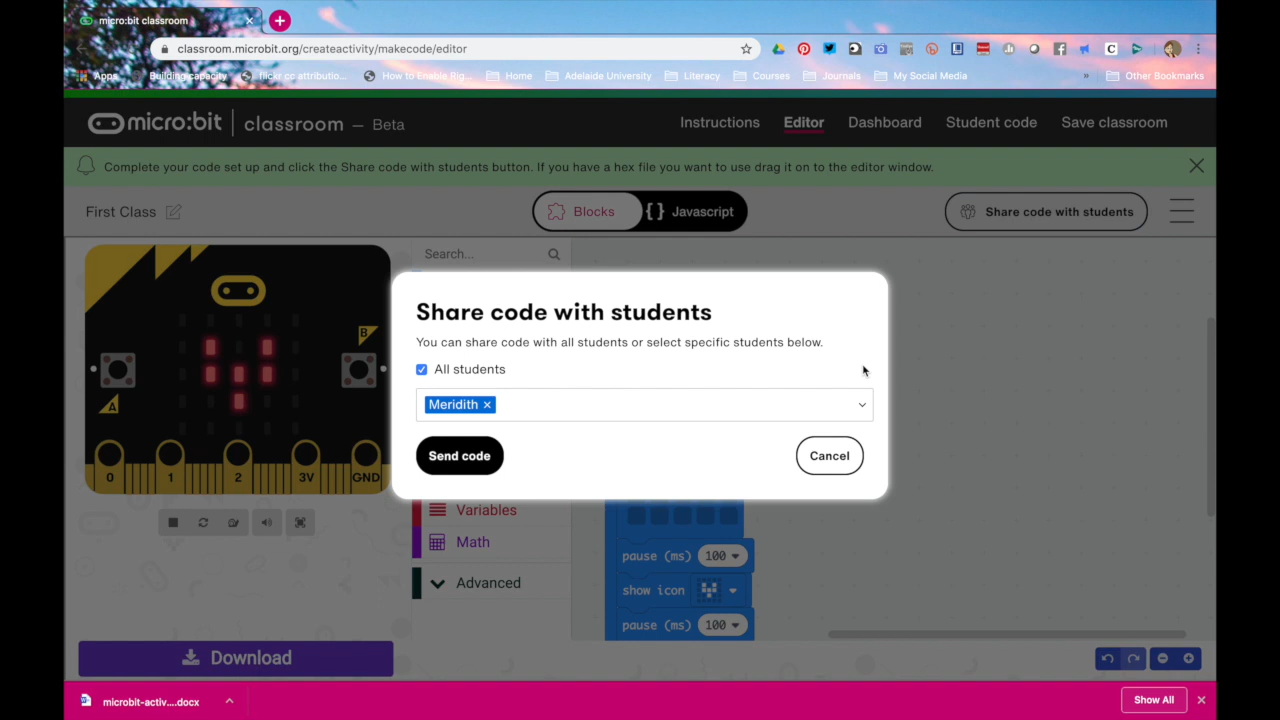 micro:bit classroom
classroom.microbit.org/createactivity/makecode/editor
Apps Building capacity flickr cc attributio... How to Enable Rig... Home Adelaide University Literacy Courses Journals My Social Media » Other Bookmarks
micro:bit classroom – Beta Instructions Editor Dashboard Student code Save classroom
Complete your code set up and click the Share code with students button. If you have a hex file you want to use drag it on to the editor window.
First Class Blocks {} Javascript Share code with students
Search...
B
A
0 1 2 3V GND
Share code with students
You can share code with all students or select specific students below.
All students
Meridith ×
Send code Cancel
Variables
Math
Advanced
pause (ms) 100
show icon
pause (ms) 100
Download
microbit-activ....docx Show All